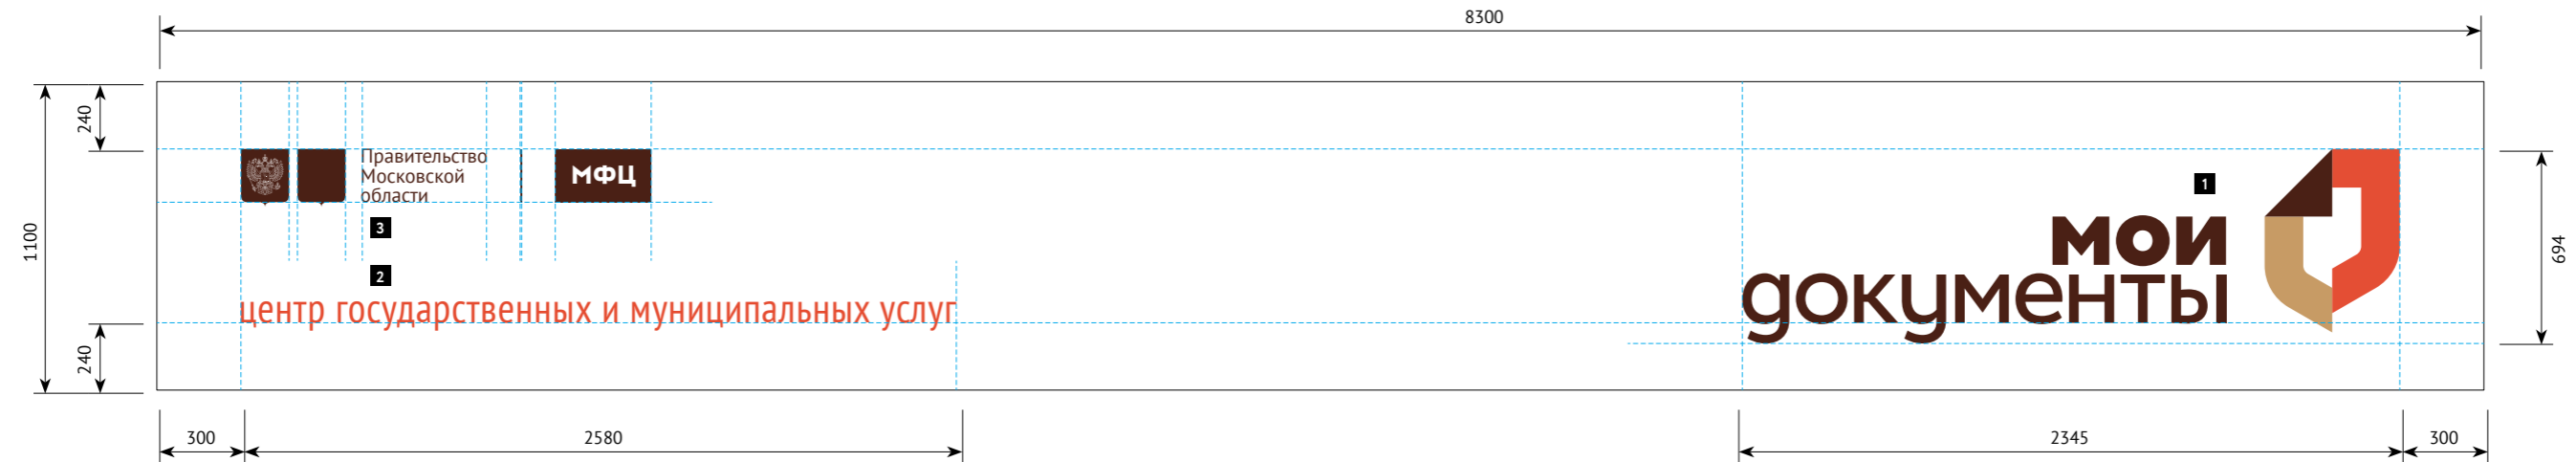 8300
240
1100
240
Правительство
Московской
области
МФЦ
3
2
центр государственных и муниципальных услуг
1
мои
документы
694
300
2580
2345
300